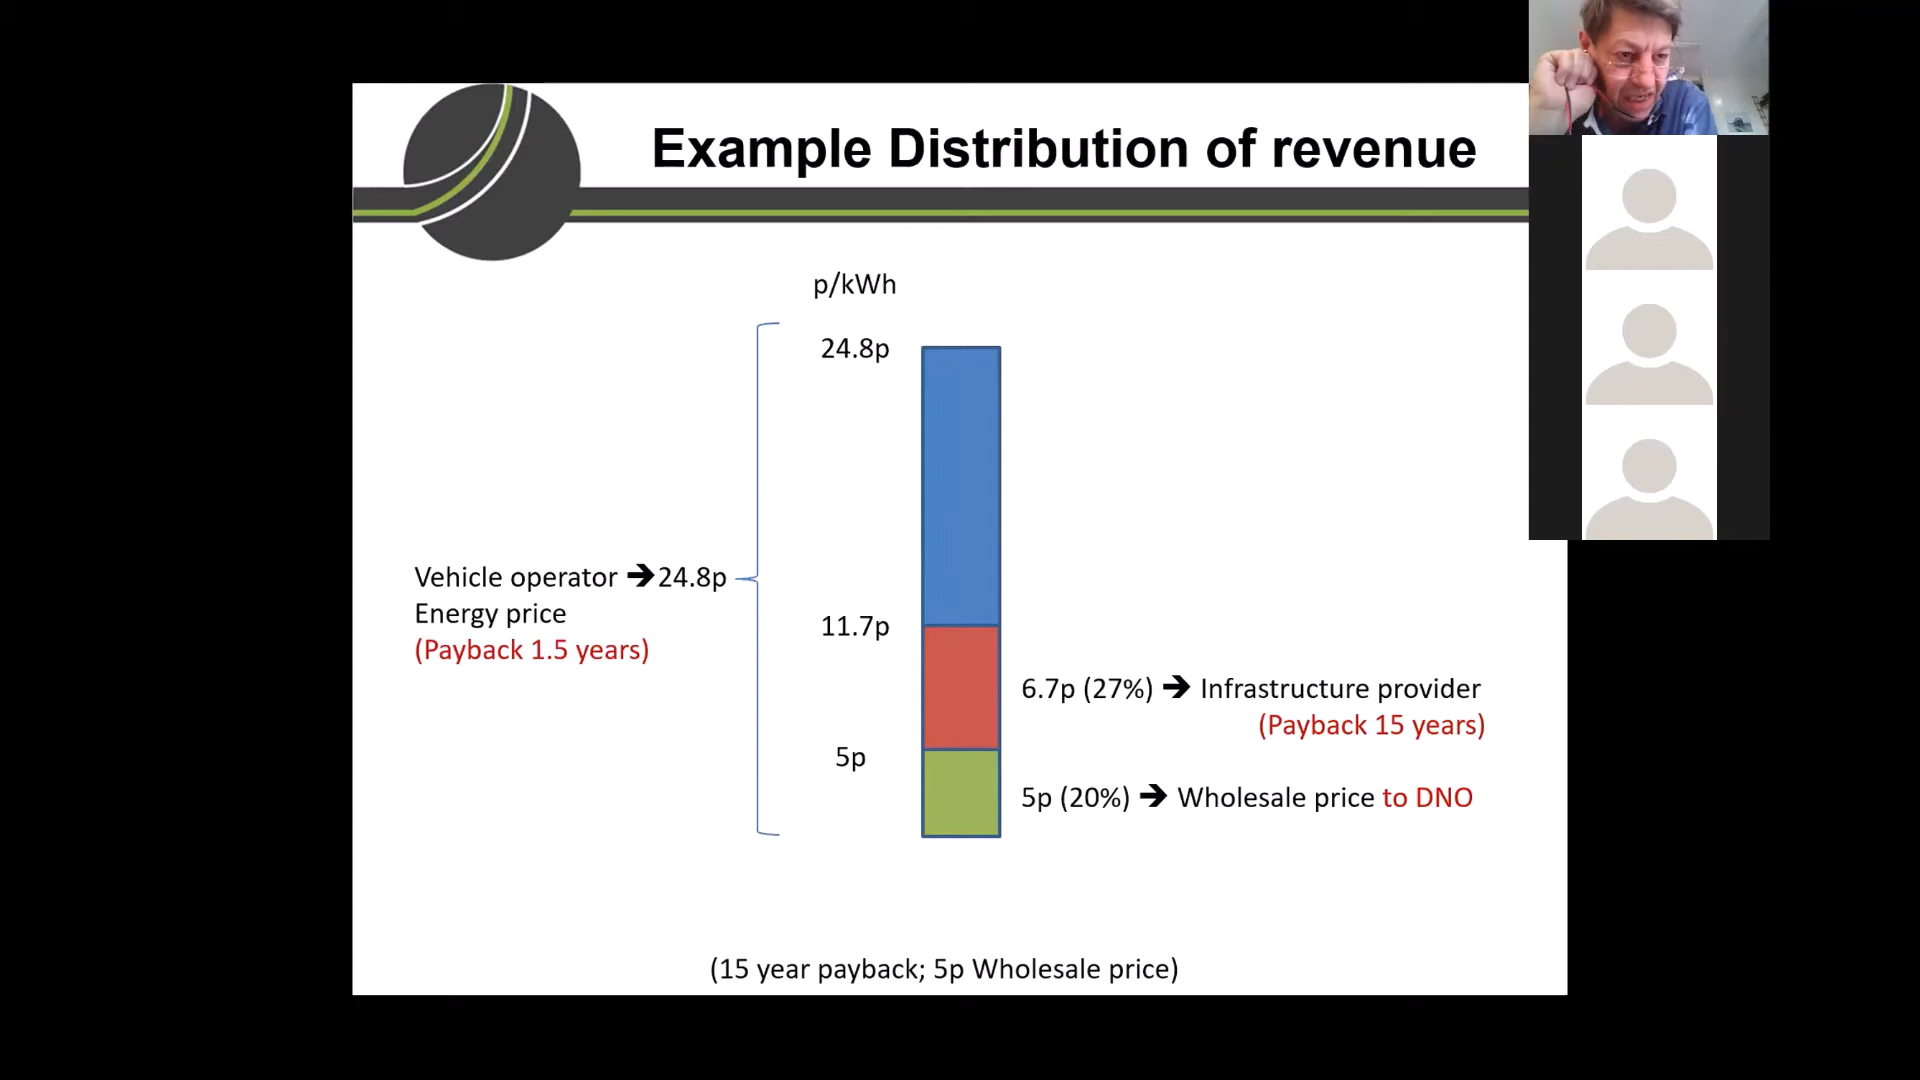 Example Distribution of revenue
p/kWh
24.8p
Vehicle operator 🡺24.8p
Energy price
(Payback 1.5 years)
11.7p
6.7p (27%) 🡺 Infrastructure provider
(Payback 15 years)
5p
5p (20%) 🡺 Wholesale price to DNO
(15 year payback; 5p Wholesale price)